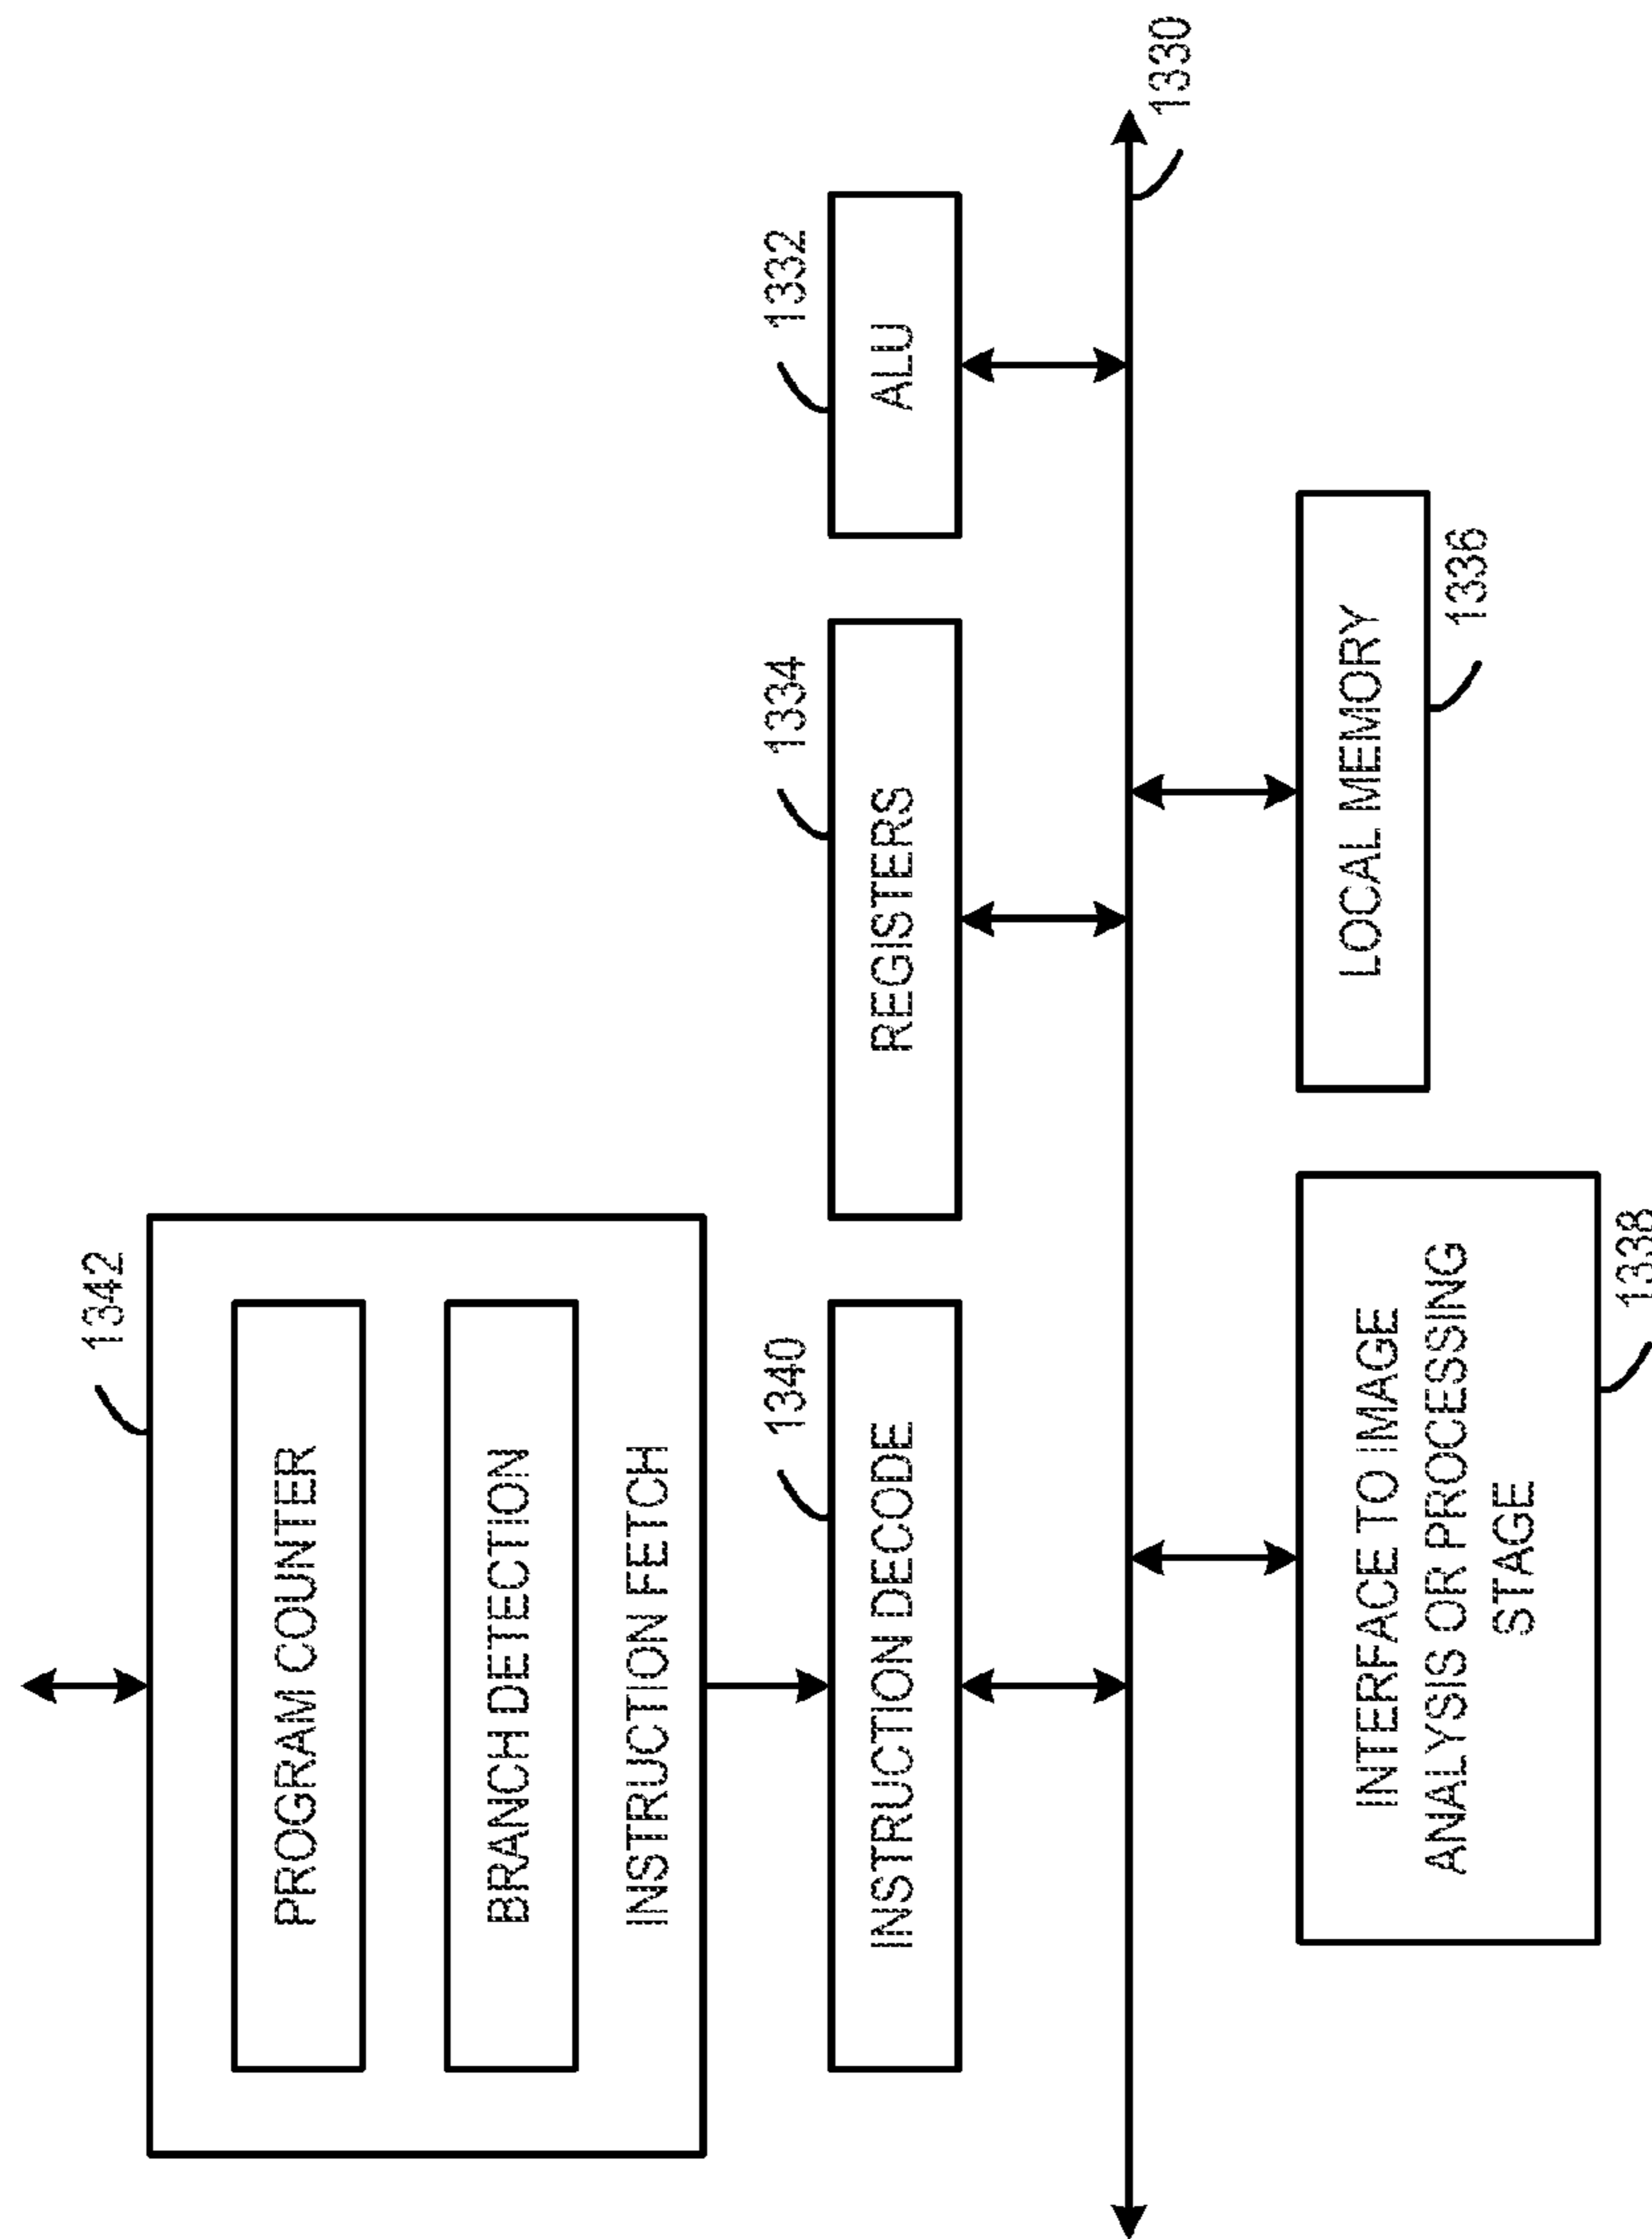 1342
PROGRAM COUNTER
BRANCH DETECTION
INSTRUCTION FETCH
1340
INSTRUCTION DECODE
1334
REGISTERS
1332
ALU
1330
INTERFACE TO IMAGE
ANALYSIS OR PROCESSING
STAGE
1338
LOCAL MEMORY
1336